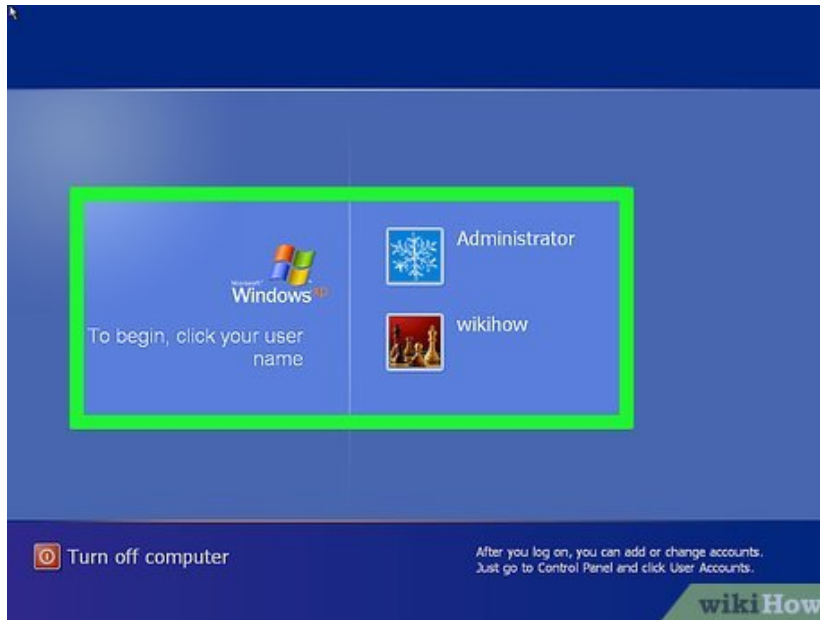 Microsoft
Windows xp
To begin, click your user
name
Administrator
wikihow
Turn off computer
After you log on, you can add or change accounts.
Just go to Control Panel and click User Accounts.
wikiHow